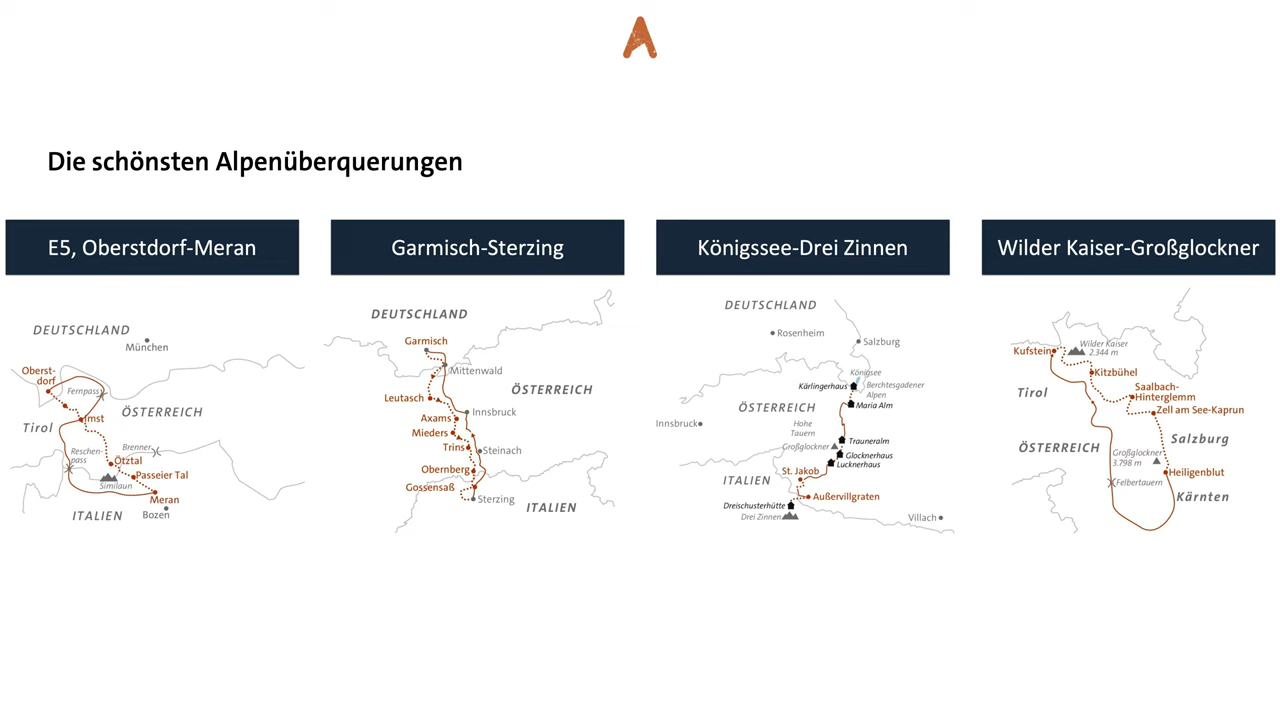 Die schönsten Alpenüberquerungen
E5, Oberstdorf-Meran
DEUTSCHLAND
München
Oberst-
dorf
Fernpass
ÖSTERREICH
Imst
Tirol
Brenner
Reschen-
pass
Ötztal
Passeier Tal
Similaun
Meran
ITALIEN
Bozen
Garmisch-Sterzing
DEUTSCHLAND
Garmisch
Mittenwald
ÖSTERREICH
Leutasch
Innsbruck
Axams
Mieders
Trins
Steinach
Obernberg
Gossensaß
Sterzing
ITALIEN
Königssee-Drei Zinnen
DEUTSCHLAND
Rosenheim
Salzburg
Königsee
Kärlingerhaus
Berchtesgadener
Alpen
Maria Alm
ÖSTERREICH
Innsbruck
Hohe
Tauern
Trauneralm
Großglockner
Glocknerhaus
Lucknerhaus
St. Jakob
ITALIEN
Außervillgraten
Dreischusterhütte
Drei Zinnen
Villach
Wilder Kaiser-Großglockner
Wilder Kaiser
2.344 m
Kufstein
Kitzbühel
Tirol
Saalbach-
Hinterglemm
Zell am See-Kaprun
Salzburg
ÖSTERREICH
Großglockner
3.798 m
Heiligenblut
Felbertauern
Kärnten